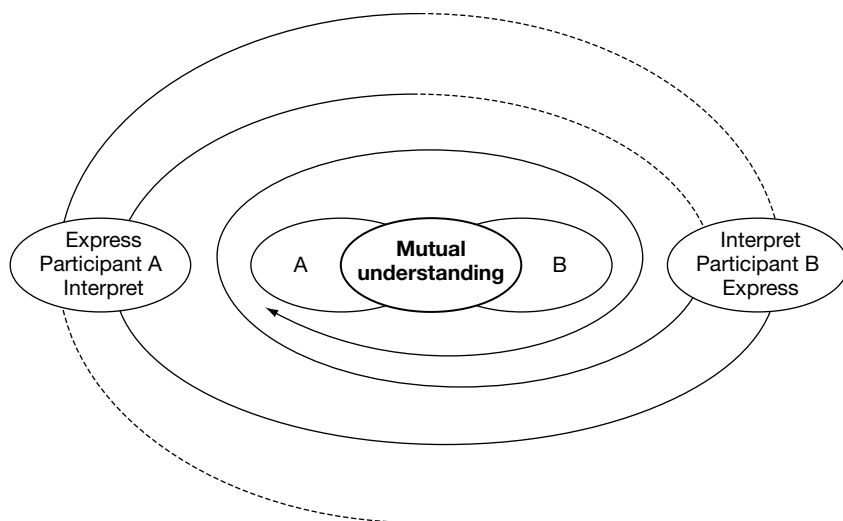 Express
Participant A
Interpret
A
Mutual
understanding
B
Interpret
Participant B
Express